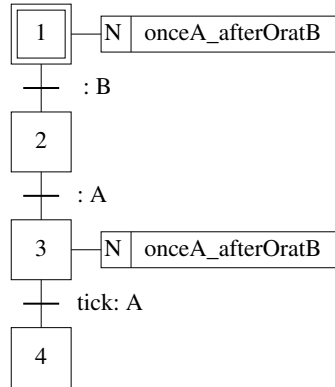 1 N onceA_afterOratB
: B
2
: A
3 N onceA_afterOratB
tick: A
4